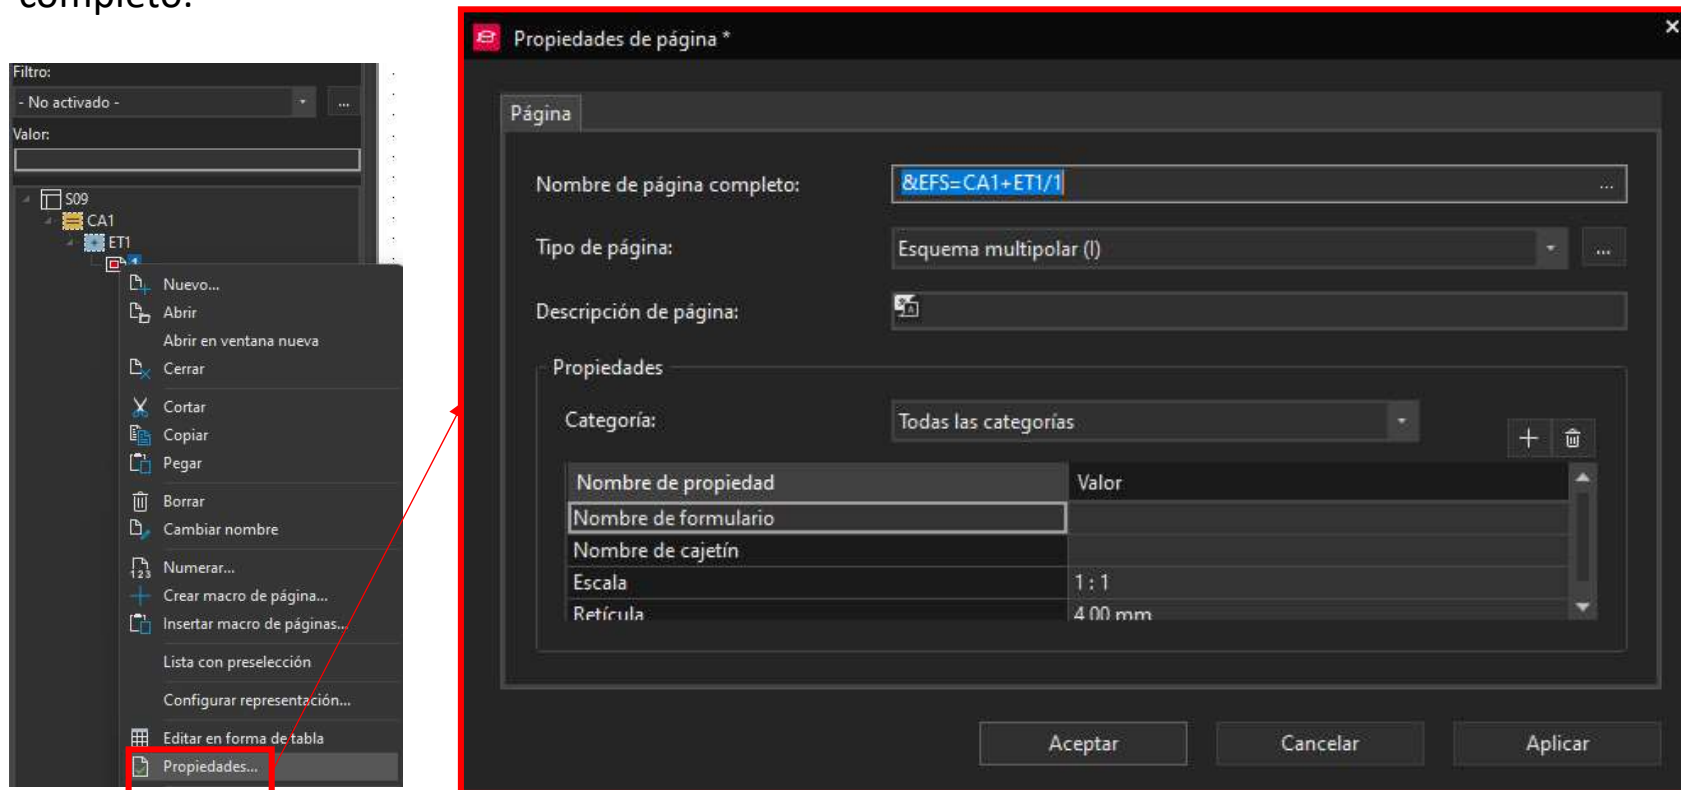 completo.
Filtro:
- No activado -
...
Valor:
S09
CA1
ET1
1
Nuevo...
Abrir
Abrir en ventana nueva
Cerrar
Cortar
Copiar
Pegar
Borrar
Cambiar nombre
Numerar...
Crear macro de página...
Insertar macro de páginas...
Lista con preselección
Configurar representación...
Editar en forma de tabla
Propiedades...
Propiedades de página *
Página
Nombre de página completo: &EFS=CA1+ET1/1 ...
Tipo de página: Esquema multipolar (I) ...
Descripción de página:
Propiedades
Categoría: Todas las categorías
Nombre de propiedad Valor
Nombre de formulario
Nombre de cajetín
Escala 1 : 1
Retícula 4.00 mm
Aceptar Cancelar Aplicar